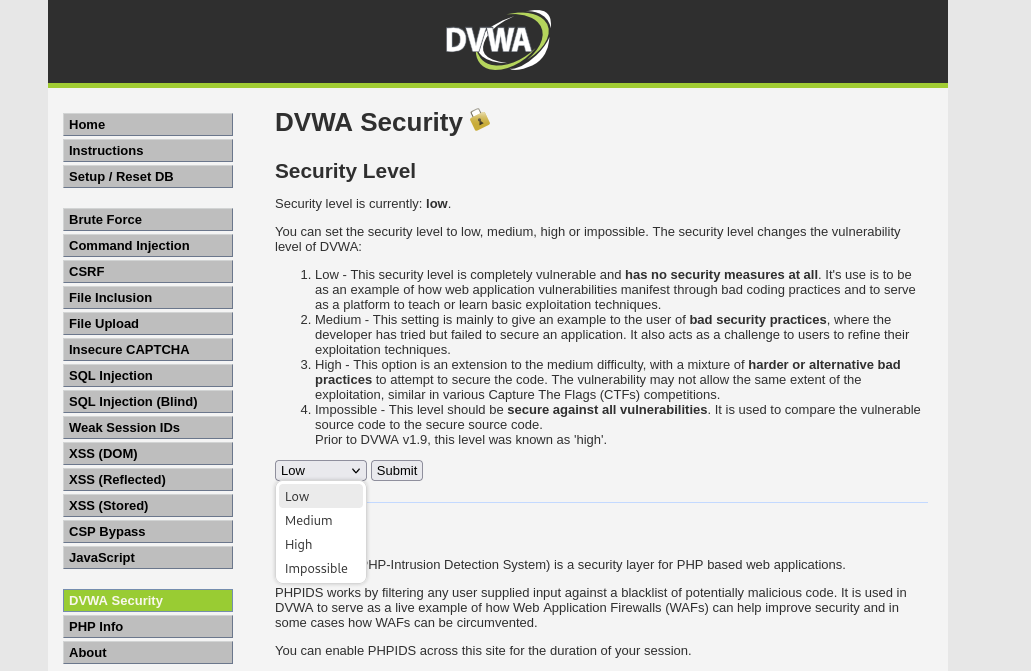 DVWA
Home
Instructions
Setup / Reset DB
Brute Force
Command Injection
CSRF
File Inclusion
File Upload
Insecure CAPTCHA
SQL Injection
SQL Injection (Blind)
Weak Session IDs
XSS (DOM)
XSS (Reflected)
XSS (Stored)
CSP Bypass
JavaScript
DVWA Security
PHP Info
About
DVWA Security
Security Level
Security level is currently: low.
You can set the security level to low, medium, high or impossible. The security level changes the vulnerability
level of DVWA:
1. Low - This security level is completely vulnerable and has no security measures at all. It's use is to be
as an example of how web application vulnerabilities manifest through bad coding practices and to serve
as a platform to teach or learn basic exploitation techniques.
2. Medium - This setting is mainly to give an example to the user of bad security practices, where the
developer has tried but failed to secure an application. It also acts as a challenge to users to refine their
exploitation techniques.
3. High - This option is an extension to the medium difficulty, with a mixture of harder or alternative bad
practices to attempt to secure the code. The vulnerability may not allow the same extent of the
exploitation, similar in various Capture The Flags (CTFs) competitions.
4. Impossible - This level should be secure against all vulnerabilities. It is used to compare the vulnerable
source code to the secure source code.
Prior to DVWA v1.9, this level was known as 'high'.
Low Submit
Low
Medium
High
Impossible
HP-Intrusion Detection System) is a security layer for PHP based web applications.
PHPIDS works by filtering any user supplied input against a blacklist of potentially malicious code. It is used in
DVWA to serve as a live example of how Web Application Firewalls (WAFs) can help improve security and in
some cases how WAFs can be circumvented.
You can enable PHPIDS across this site for the duration of your session.